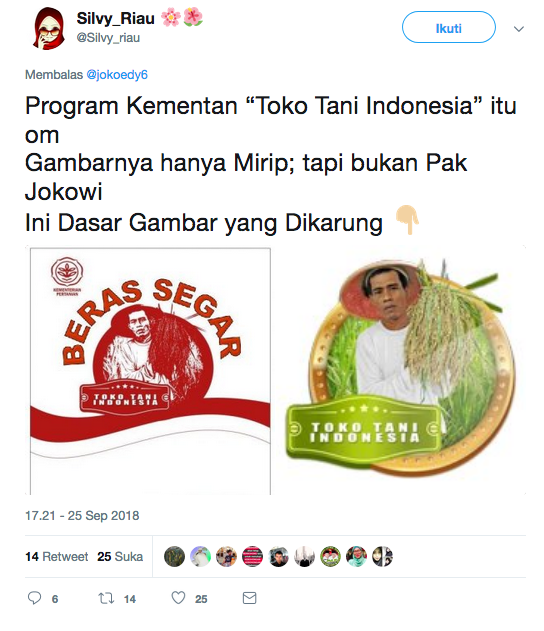 Silvy_Riau
@Silvy_riau
Ikuti
Membalas @jokoedy6
Program Kementan “Toko Tani Indonesia” itu
om
Gambarnya hanya Mirip; tapi bukan Pak
Jokowi
Ini Dasar Gambar yang Dikarung
KEMENTERIAN
PERTANIAN
BERAS SEGAR
TOKO TANI
INDONESIA
TOKO TANI
INDONESIA
17.21 - 25 Sep 2018
14 Retweet 25 Suka
6 14 25